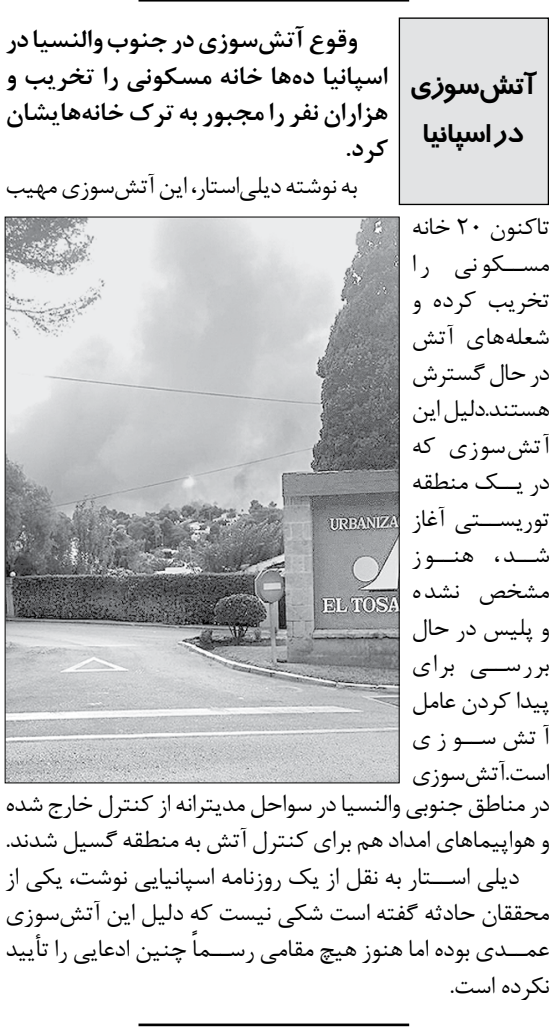 آتش‌سوزی
در اسپانیا
وقوع آتش‌سوزی در جنوب والنسیا در
اسپانیا ده‌ها خانه مسکونی را تخریب و
هزاران نفر را مجبور به ترک خانه‌هایشان
کرد.
به نوشته دیلی‌استار، این آتش‌سوزی مهیب
تاکنون ۲۰ خانه
مسکونی را
تخریب کرده و
شعله‌های آتش
در حال گسترش
هستند.دلیل این
آتش‌سوزی که
در یک منطقه
توریستی آغاز
شد، هنوز
مشخص نشده
و پلیس در حال
بررسی برای
پیدا کردن عامل
آتش سوزی
است.آتش‌سوزی
در مناطق جنوبی والنسیا در سواحل مدیترانه از کنترل خارج شده
و هواپیماهای امداد هم برای کنترل آتش به منطقه گسیل شدند.
دیلی استار به نقل از یک روزنامه اسپانیایی نوشت، یکی از
محققان حادثه گفته است شکی نیست که دلیل این آتش‌سوزی
عمدی بوده اما هنوز هیچ مقامی رسماً چنین ادعایی را تأیید
نکرده است.
URBANIZA
EL TOSA